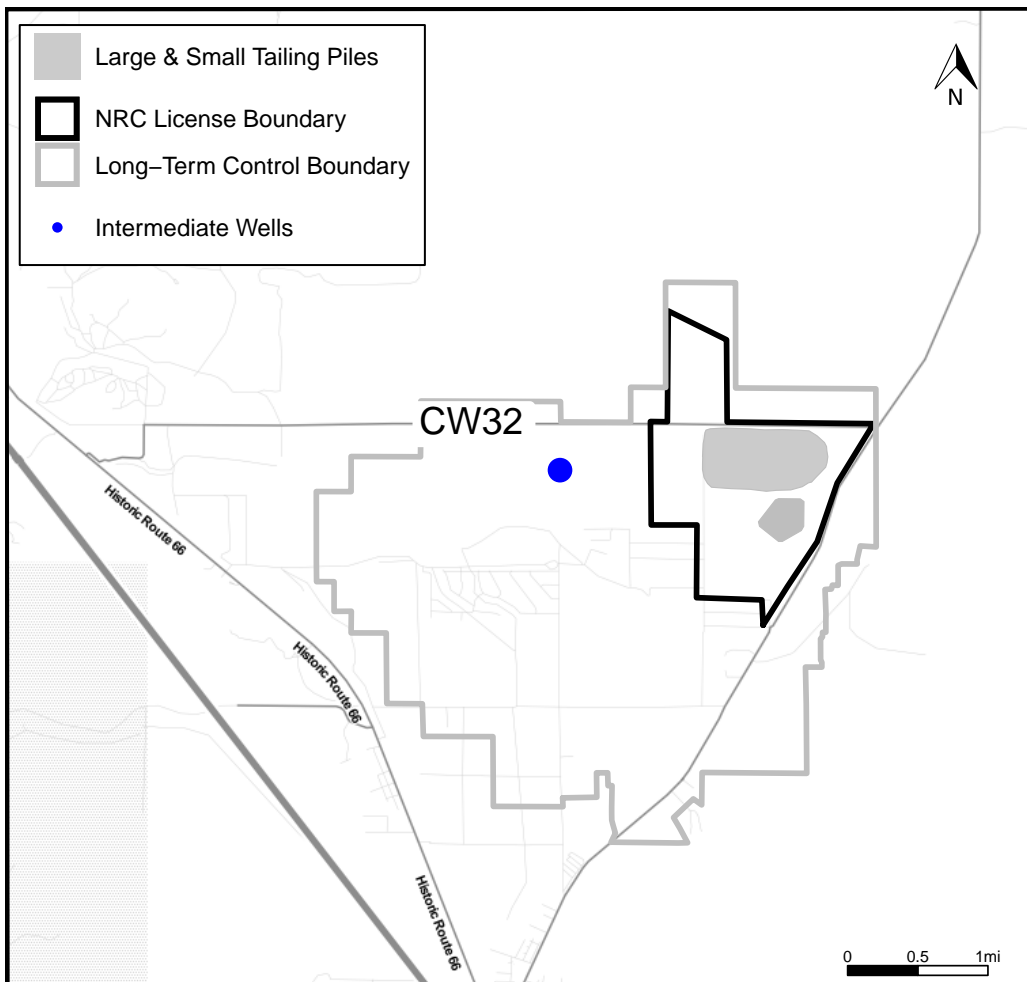 Large & Small Tailing Piles
NRC License Boundary
Long−Term Control Boundary
Intermediate Wells
N
CW32
Historic Route 66
Historic Route 66
Historic Route 66
0 0.5 1mi